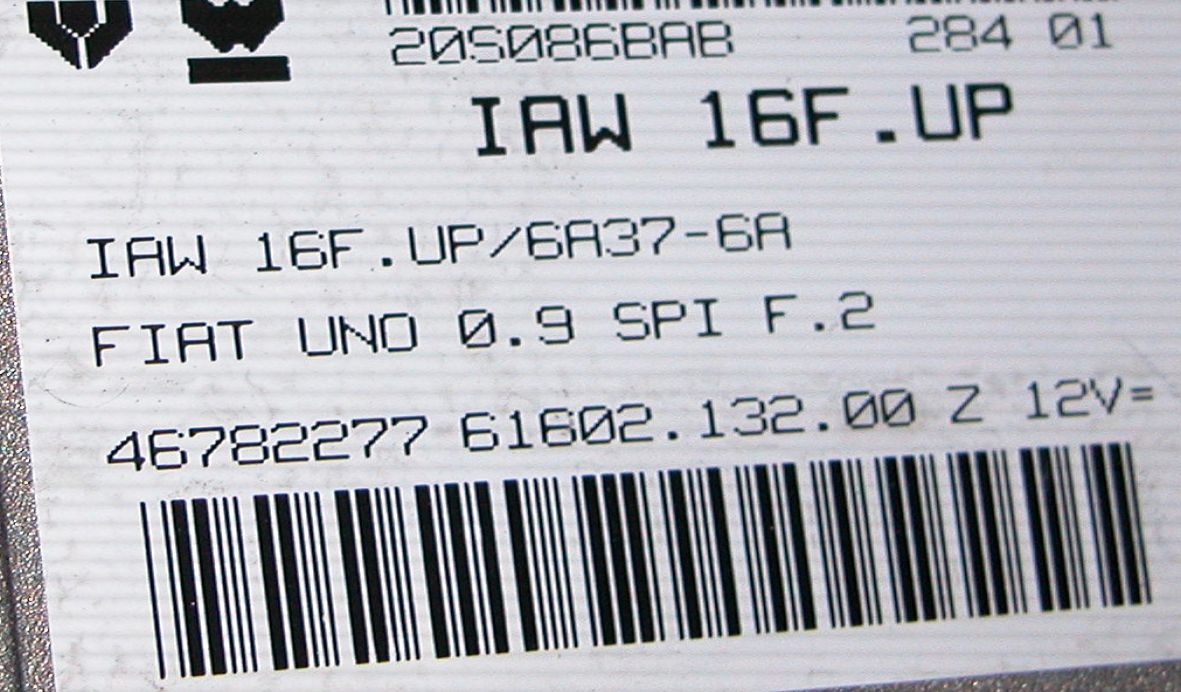 20S086BAB 284 01
IAW 16F.UP
IAW 16F.UP/6A37-6A
FIAT UNO 0.9 SPI F.2
46782277 61602.132.00 Z 12V=